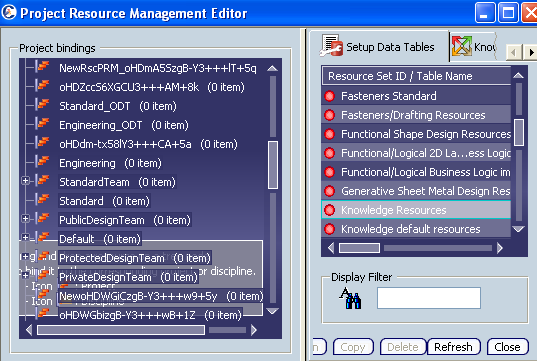 Project Resource Management Editor
Project bindings
NewRscPRM_oHDmA5SzgB-Y3+++lT+5q
oHDZccS6XGCU3+++AM+8k (0 item)
Standard_ODT (0 item)
Engineering_ODT (0 item)
oHDdm-tx58lY3+++CA+5a (0 item)
Engineering (0 item)
StandardTeam (0 item)
Standard (0 item)
PublicDesignTeam (0 item)
Default (0 item)
ProtectedDesignTeam (0 item)
or discipline.
PrivateDesignTeam (0 item)
- Icon
NewoHDWGiCzgB-Y3+++w9+5y (0 item)
- Icon
oHDWGbizgB-Y3+++wB+1Z (0 item)
Setup Data Tables
Knov
Resource Set ID / Table Name
Fasteners Standard
Fasteners/Drafting Resources
Functional Shape Design Resources
Functional/Logical 2D La...ess Logic
Functional/Logical Business Logic im
Generative Sheet Metal Design Res
Knowledge Resources
Knowledge default resources
Display Filter
n
Copy
Delete
Refresh
Close